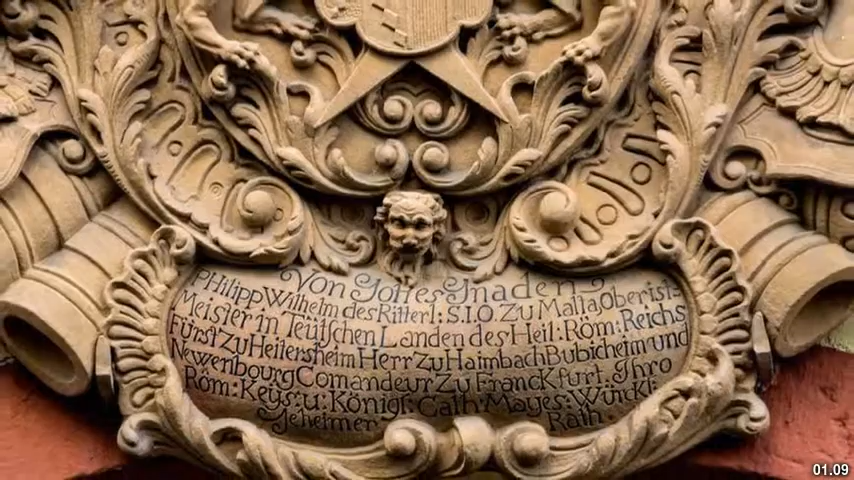 Von Gottes Gnaden
Philipp Wilhelm des Ritterl: S.I.O. Zu Malta Oberist-
Meister in Teütschen Landen des Heil: Röm: Reichs
Fürst Zu Heitersheim Herr Zu Haimbach Bubicheim und
Newenbourg Comandeur Zu Franckfurt Ihro
Röm: Keys: u: Königl: Cath: Mayes: Würckl:
Geheimer Rath.
01.09